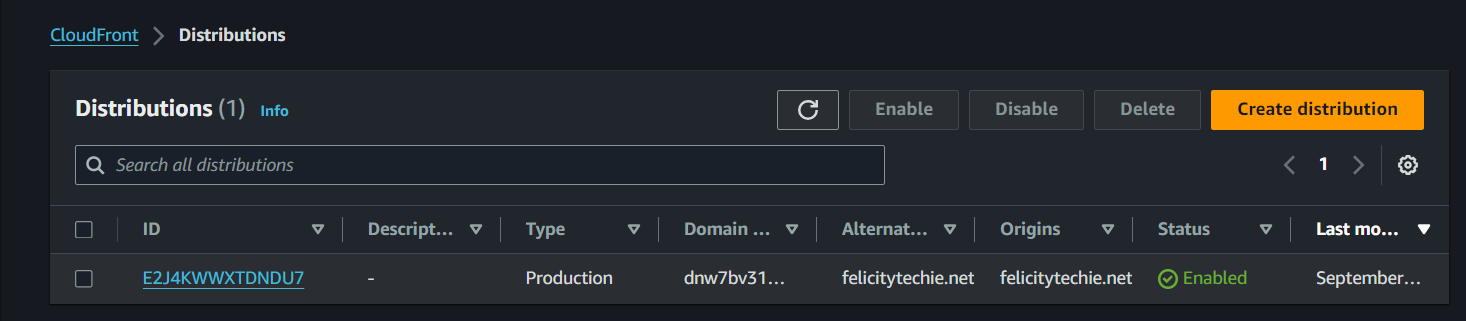 CloudFront > Distributions
Distributions (1) Info
Enable Disable Delete Create distribution
Search all distributions
1
ID Descript... Type Domain ... Alternat... Origins Status Last mo...
E2J4KWWXTDNDU7 - Production dnw7bv31... felicitytechie.net felicitytechie.net Enabled September...